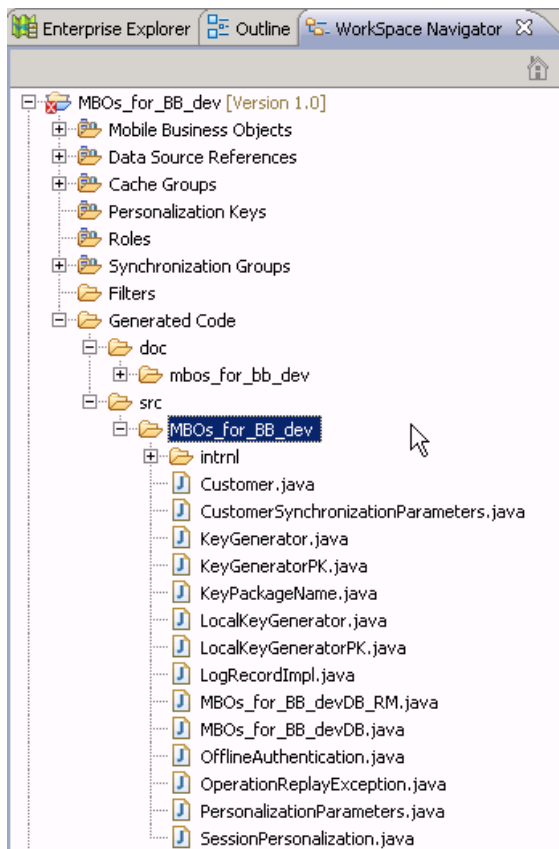 Enterprise Explorer Outline WorkSpace Navigator
MBOs_for_BB_dev [Version 1.0]
Mobile Business Objects
Data Source References
Cache Groups
Personalization Keys
Roles
Synchronization Groups
Filters
Generated Code
doc
mbos_for_bb_dev
src
MBOs_for_BB_dev
intrnl
Customer.java
CustomerSynchronizationParameters.java
KeyGenerator.java
KeyGeneratorPK.java
KeyPackageName.java
LocalKeyGenerator.java
LocalKeyGeneratorPK.java
LogRecordImpl.java
MBOs_for_BB_devDB_RM.java
MBOs_for_BB_devDB.java
OfflineAuthentication.java
OperationReplayException.java
PersonalizationParameters.java
SessionPersonalization.java